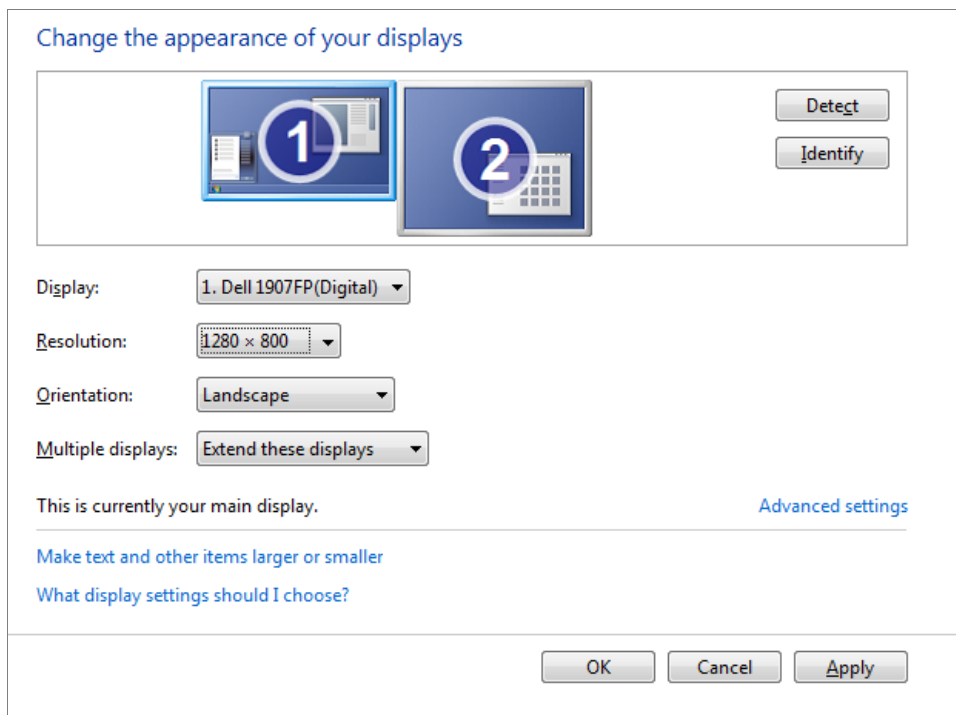 Change the appearance of your displays
1
2
Detect
Identify
Display:
1. Dell 1907FP(Digital)
Resolution:
1280 × 800
Orientation:
Landscape
Multiple displays:
Extend these displays
This is currently your main display.
Advanced settings
Make text and other items larger or smaller
What display settings should I choose?
OK
Cancel
Apply